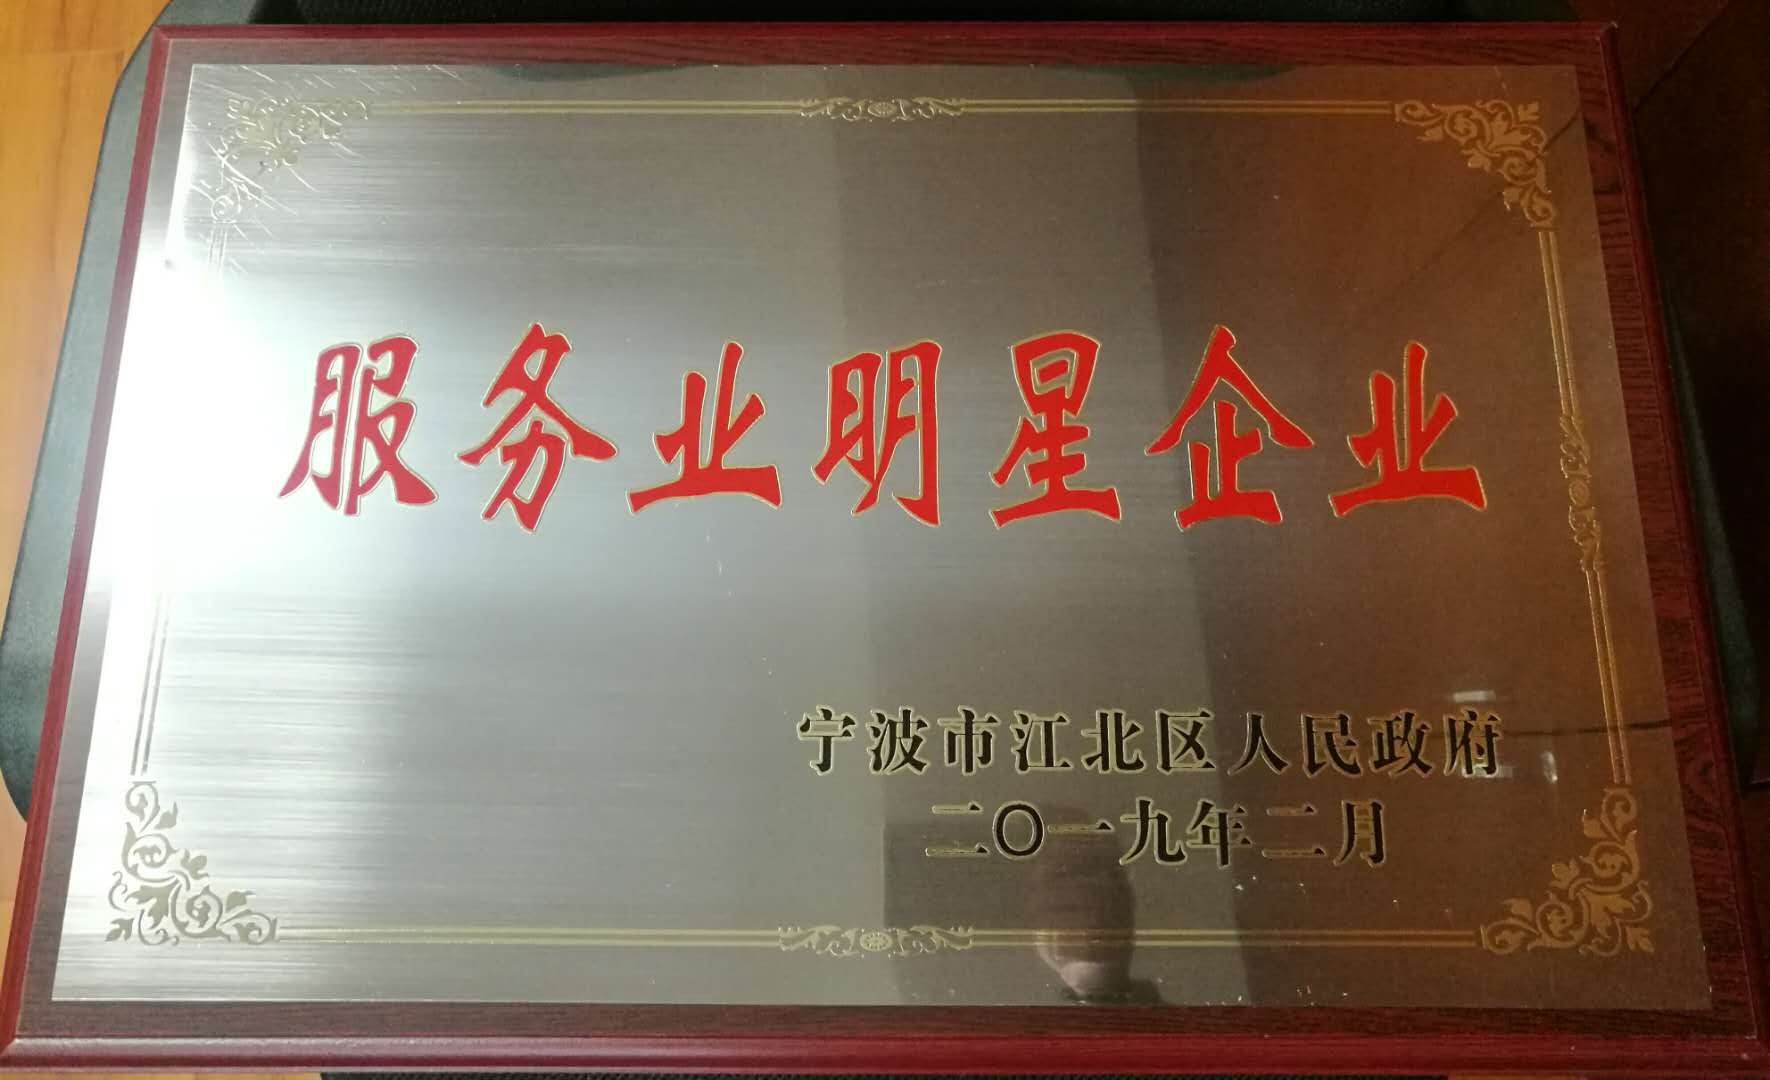 服务业明星企业
宁波市江北区人民政府
二〇一九年二月